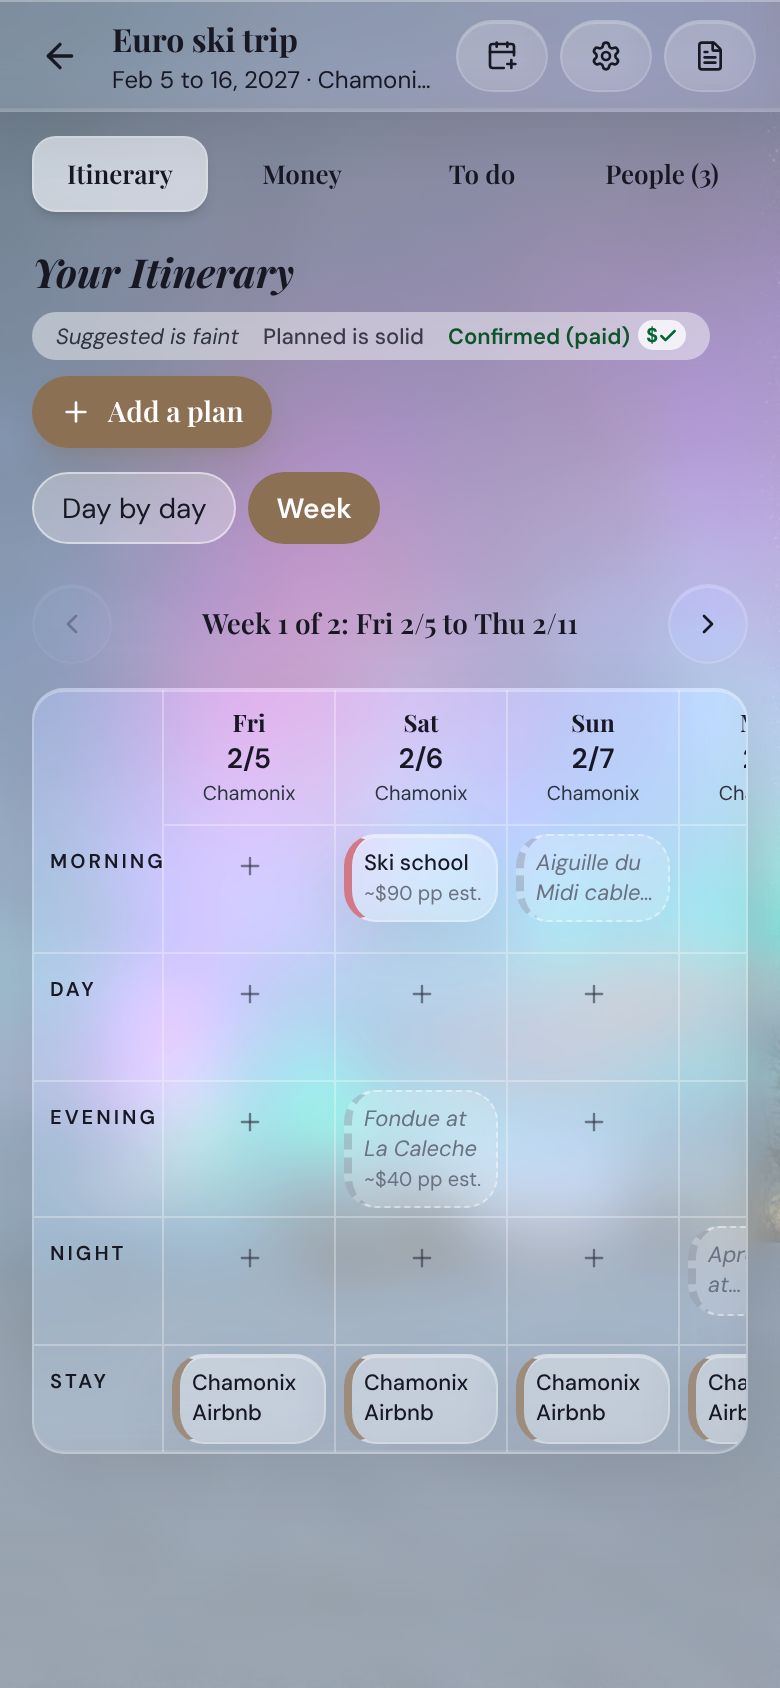 Euro ski trip
Feb 5 to 16, 2027 · Chamoni...
Itinerary Money To do People (3)
Your Itinerary
Suggested is faint Planned is solid Confirmed (paid) $✓
+ Add a plan
Day by day Week
Week 1 of 2: Fri 2/5 to Thu 2/11
Fri Sat Sun
2/5 2/6 2/7
Chamonix Chamonix Chamonix
MORNING + Ski school Aiguille du
~$90 pp est. Midi cable...
DAY + + +
EVENING + Fondue at +
La Caleche
~$40 pp est.
NIGHT + + +
at...
STAY Chamonix Chamonix Chamonix
Airbnb Airbnb Airbnb